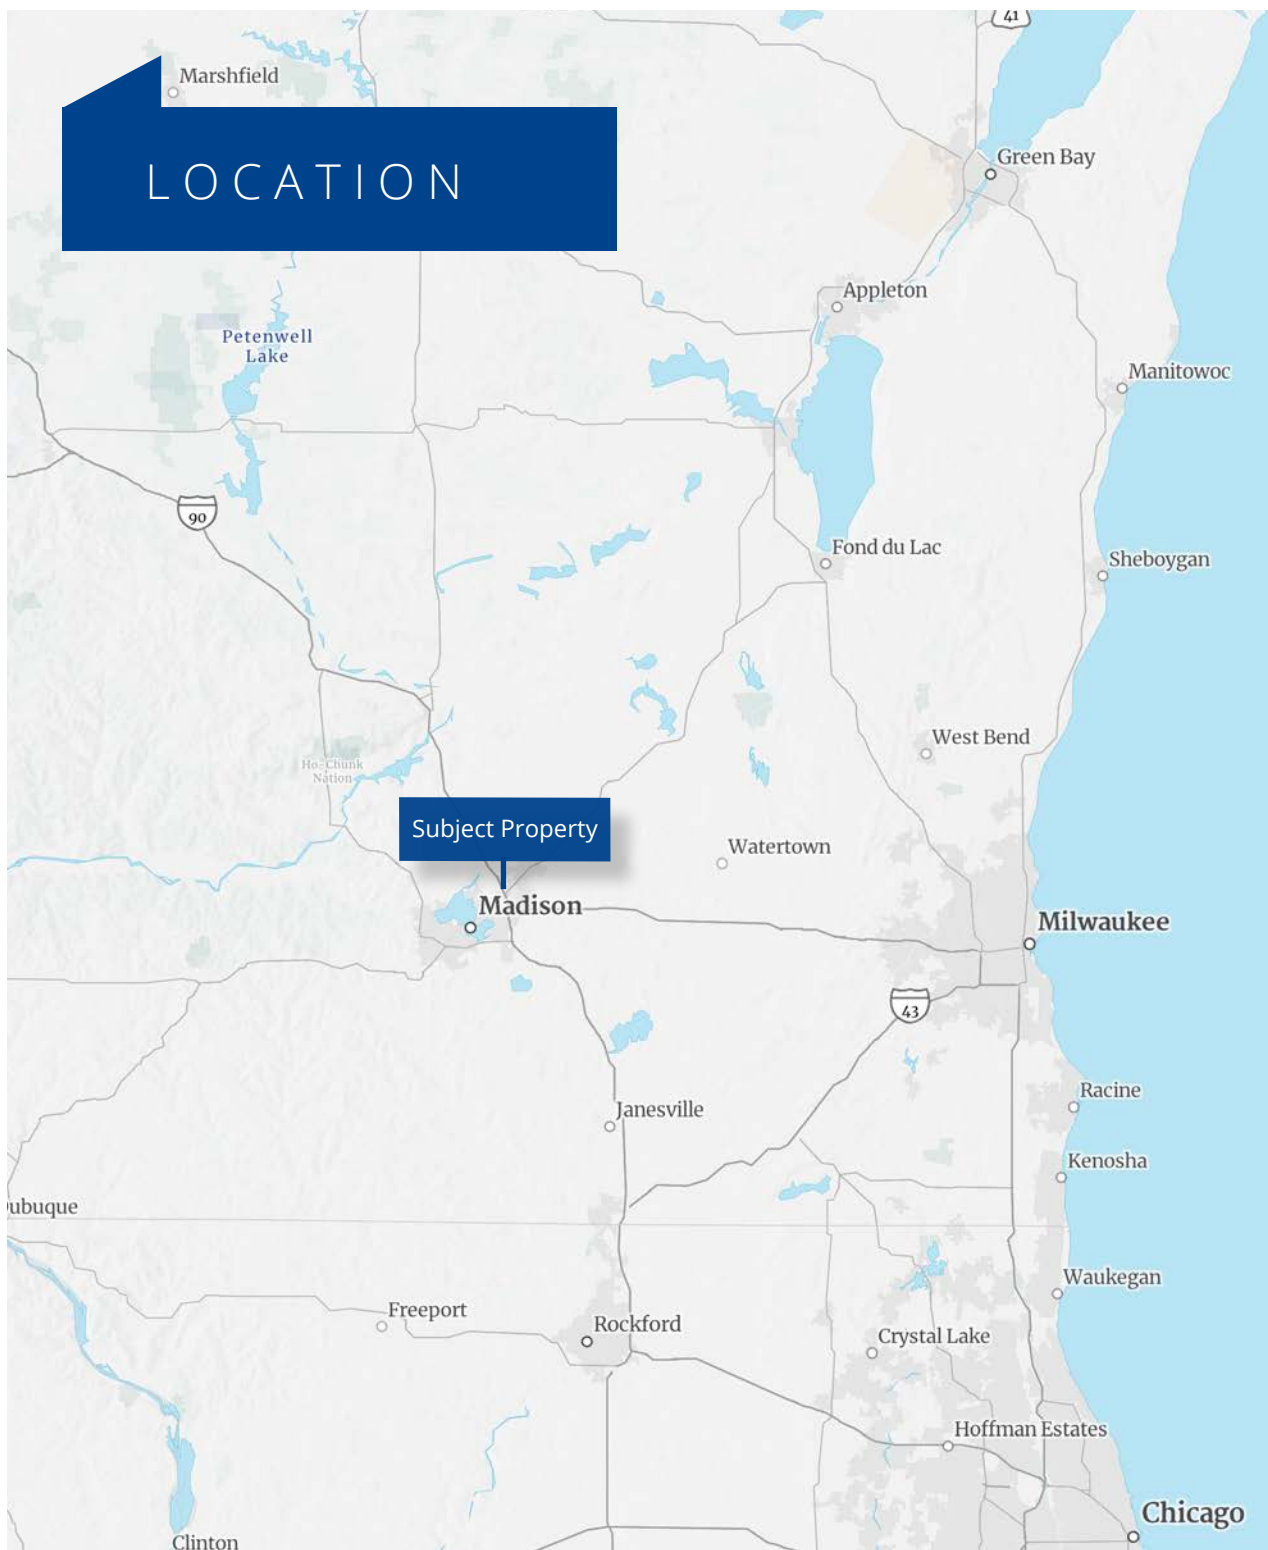 41
Marshfield
LOCATION
Green Bay
Appleton
Petenwell
Lake
Manitowoc
90
Fond du Lac
Sheboygan
West Bend
Ho-Chunk
Nation
Subject Property
Watertown
Madison
Milwaukee
43
Racine
Janesville
Kenosha
ubuque
Waukegan
Freeport
Rockford
Crystal Lake
Hoffman Estates
Chicago
Clinton